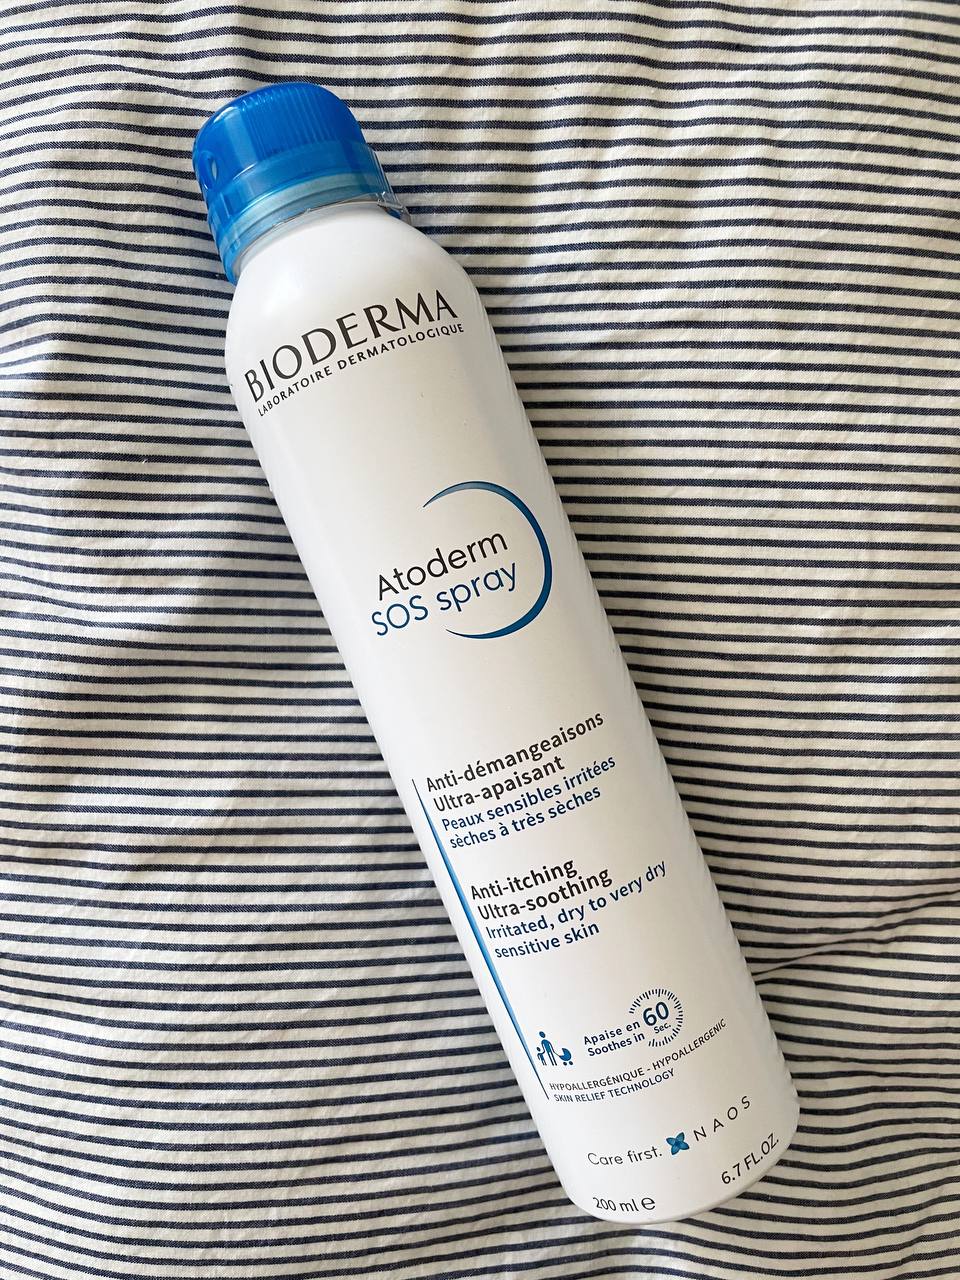 BIODERMA
LABORATOIRE DERMATOLOGIQUE
Atoderm
SOS spray
Anti-démangeaisons
Ultra-apaisant
Peaux sensibles irritées
sèches à très sèches
Anti-itching
Ultra-soothing
Irritated, dry to very dry
sensitive skin
Apaise en 60
Soothes in Sec.
HYPOALLERGÉNIQUE - HYPOALLERGENIC
SKIN RELIEF TECHNOLOGY
Care first. NAOS
200 ml e 6.7 FL.OZ.